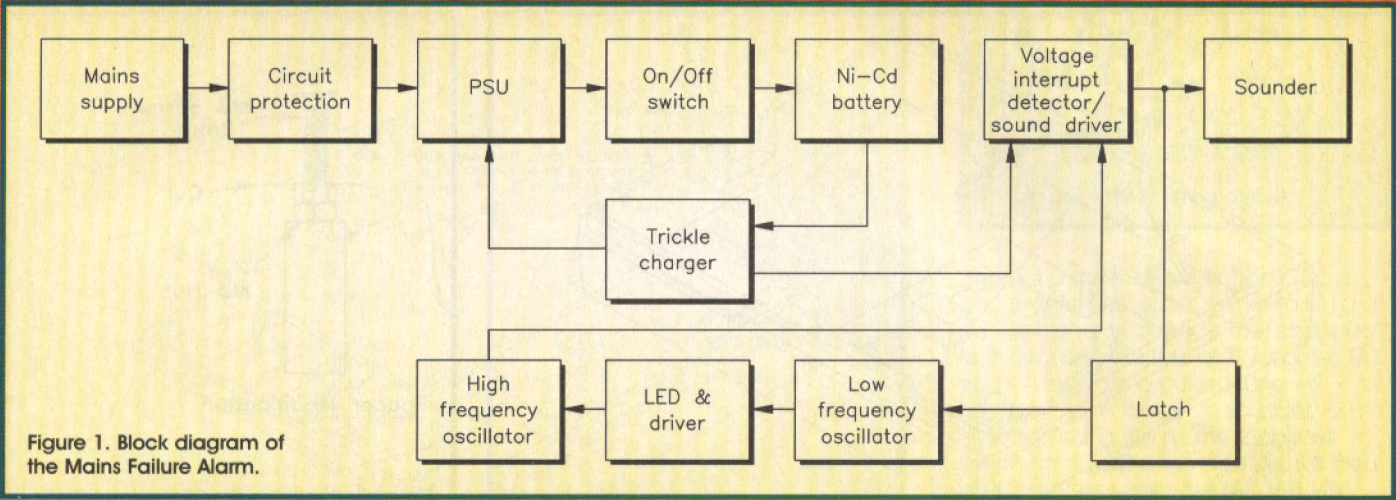 Mains
supply
Circuit
protection
PSU
On/Off
switch
Ni-Cd
battery
Voltage
interrupt
detector/
sound driver
Sounder
Trickle
charger
High
frequency
oscillator
LED &
driver
Low
frequency
oscillator
Latch
Figure 1. Block diagram of
the Mains Failure Alarm.